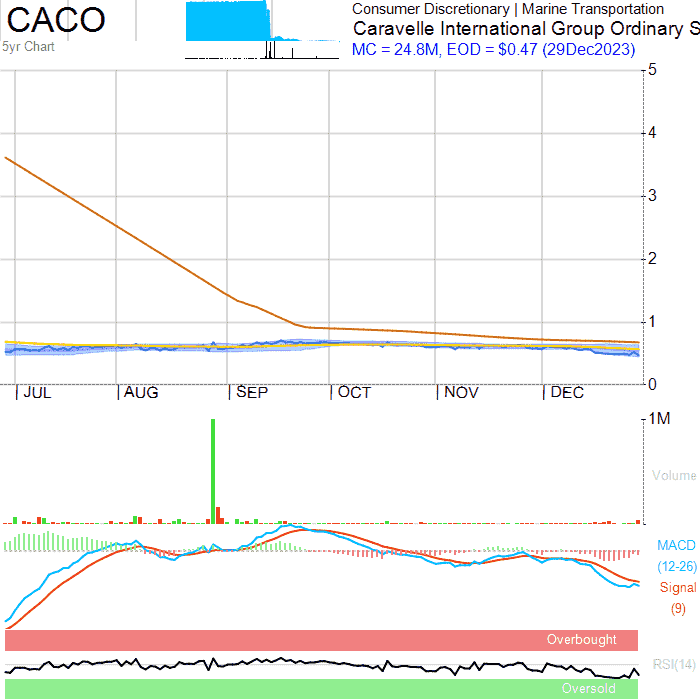 CACO
5yr Chart
Consumer Discretionary | Marine Transportation
Caravelle International Group Ordinary S
MC = 24.8M, EOD = $0.47 (29Dec2023)
5
4
3
2
1
0
JUL AUG SEP OCT NOV DEC
1M
Volume
MACD
(12-26)
Signal
(9)
Overbought
RSI(14)
Oversold